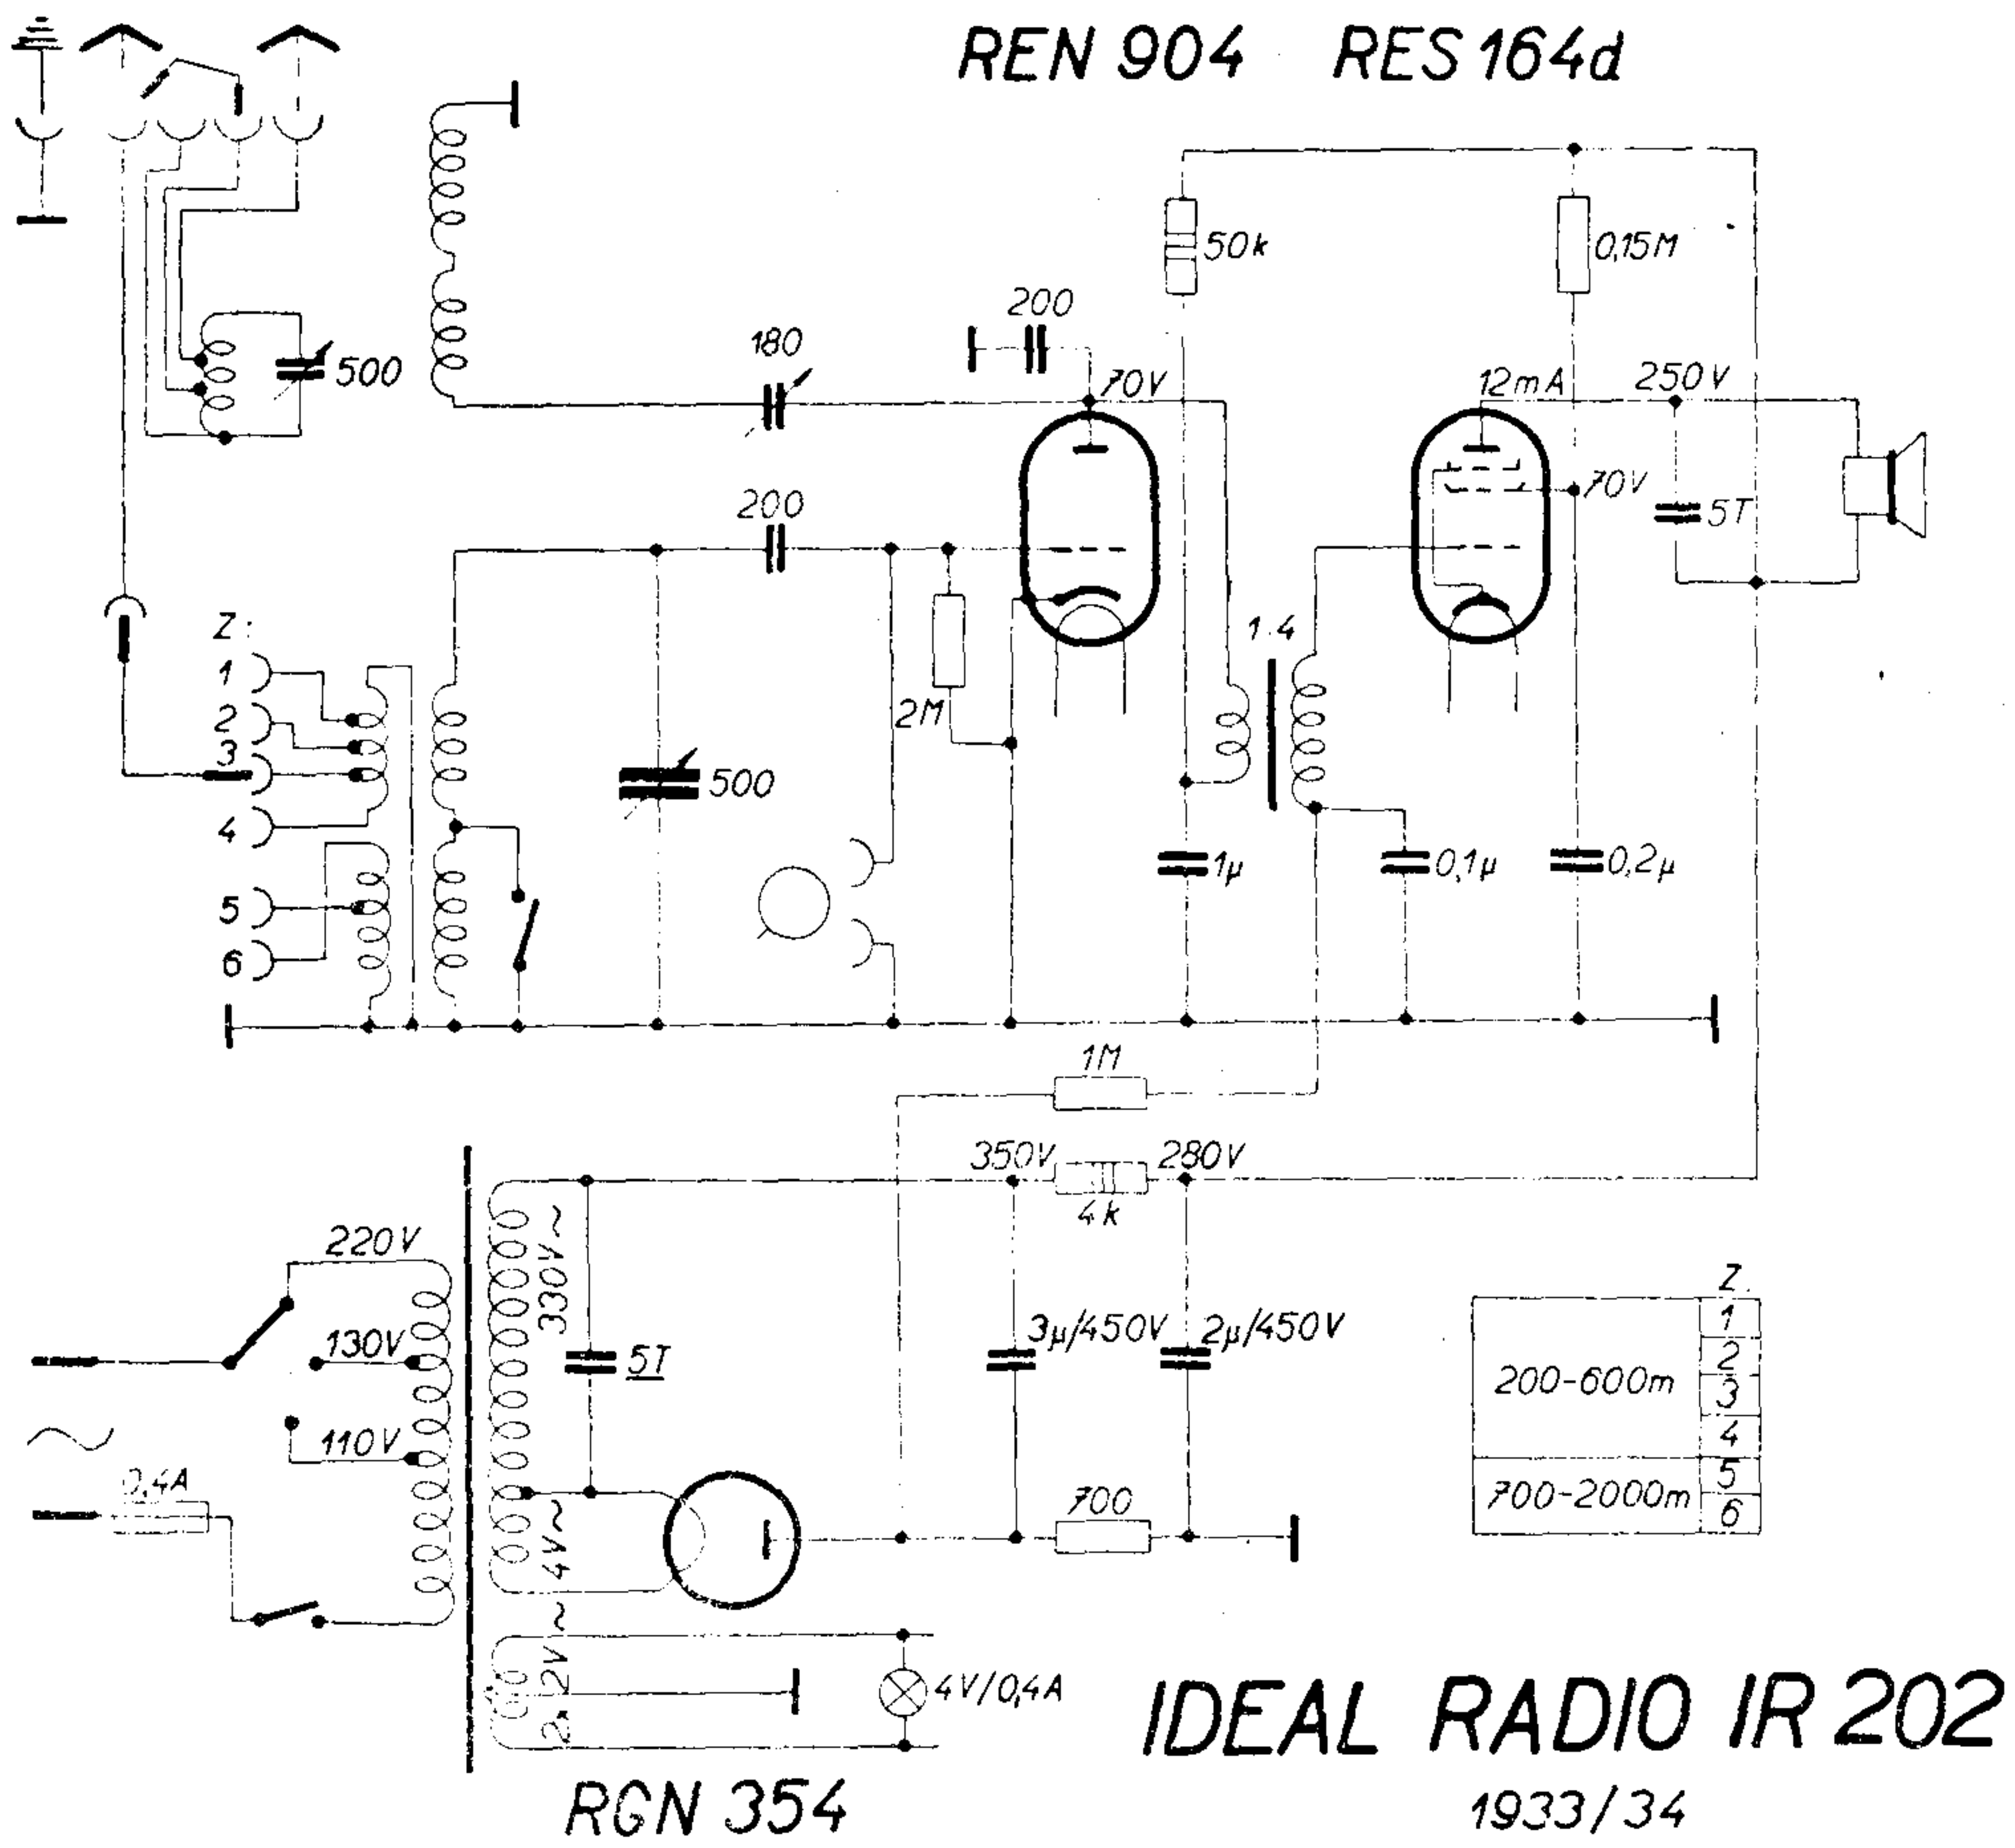 REN 904 RES 164d
50k
0,15M
200
180
500
70V
12mA
250V
200
70V
5T
Z.
1
2
3
4
5
6
2M
500
1:4
1µ
0,1µ
0,2µ
1M
350V
280V
4k
220V
130V
110V
0,4A
330V~
5T
3µ/450V
2µ/450V
Z.
200-600m
1
2
3
4
700-2000m
5
6
4V~
700
2x2V~
4V/0,4A
IDEAL RADIO IR 202
RGN 354
1933/34